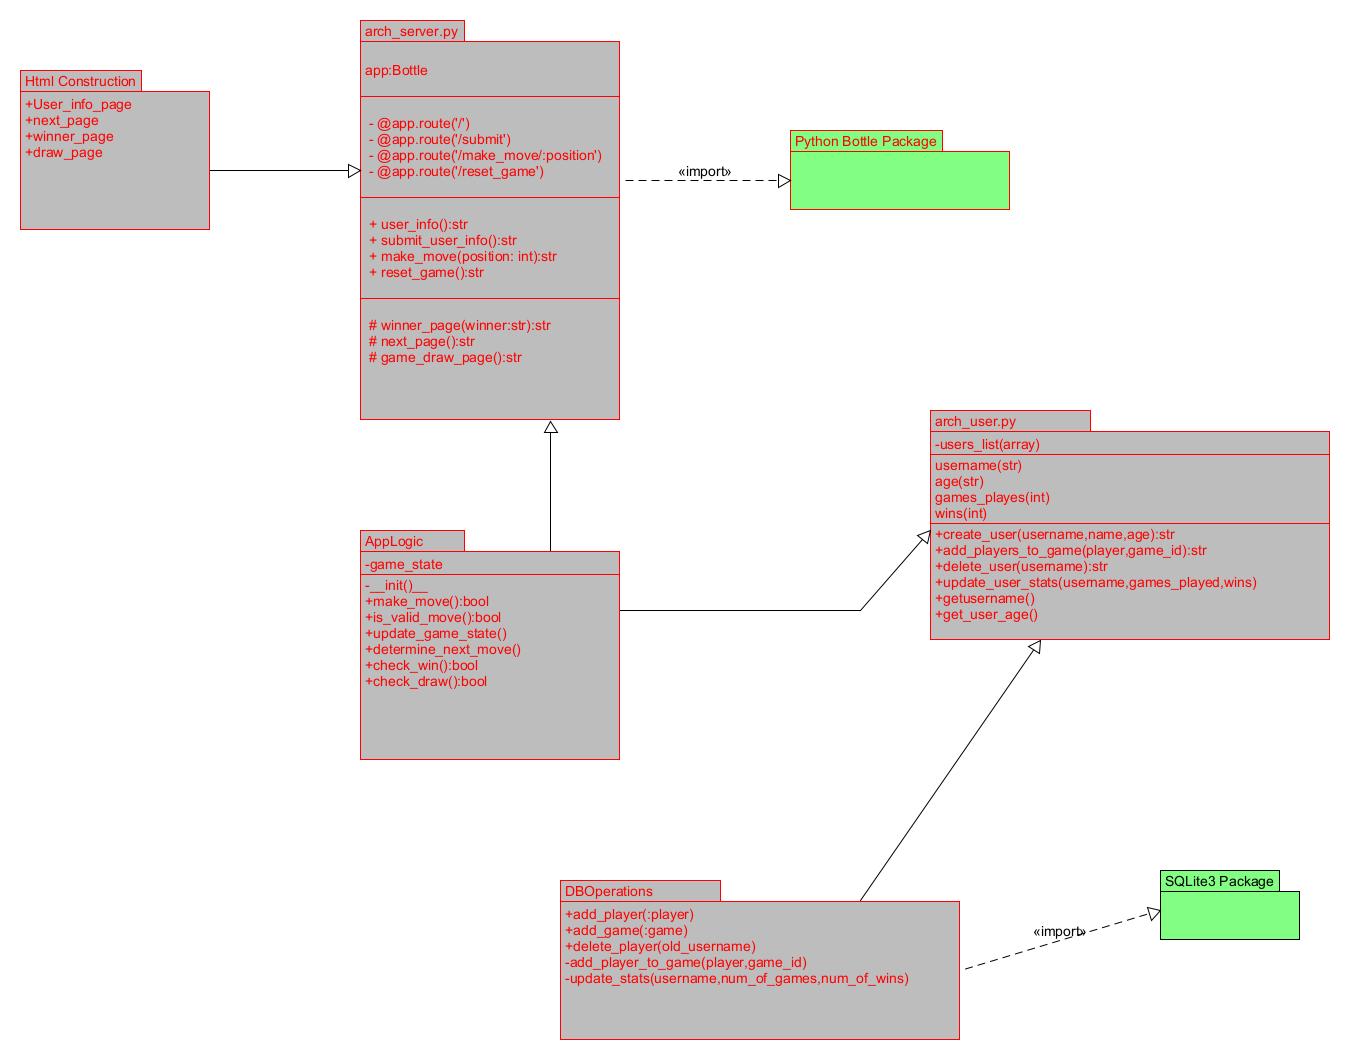 arch_server.py
app:Bottle
- @app.route('/')
- @app.route('/submit')
- @app.route('/make_move/:position')
- @app.route('/reset_game')
+ user_info():str
+ submit_user_info():str
+ make_move(position: int):str
+ reset_game():str
# winner_page(winner:str):str
# next_page():str
# game_draw_page():str
Html Construction
+User_info_page
+next_page
+winner_page
+draw_page
«import»
Python Bottle Package
arch_user.py
-users_list(array)
username(str)
age(str)
games_playes(int)
wins(int)
+create_user(username,name,age):str
+add_players_to_game(player,game_id):str
+delete_user(username):str
+update_user_stats(username,games_played,wins)
+getusername()
+get_user_age()
AppLogic
-game_state
-__init()__
+make_move():bool
+is_valid_move():bool
+update_game_state()
+determine_next_move()
+check_win():bool
+check_draw():bool
DBOperations
+add_player(:player)
+add_game(:game)
+delete_player(old_username)
-add_player_to_game(player,game_id)
-update_stats(username,num_of_games,num_of_wins)
«import»
SQLite3 Package